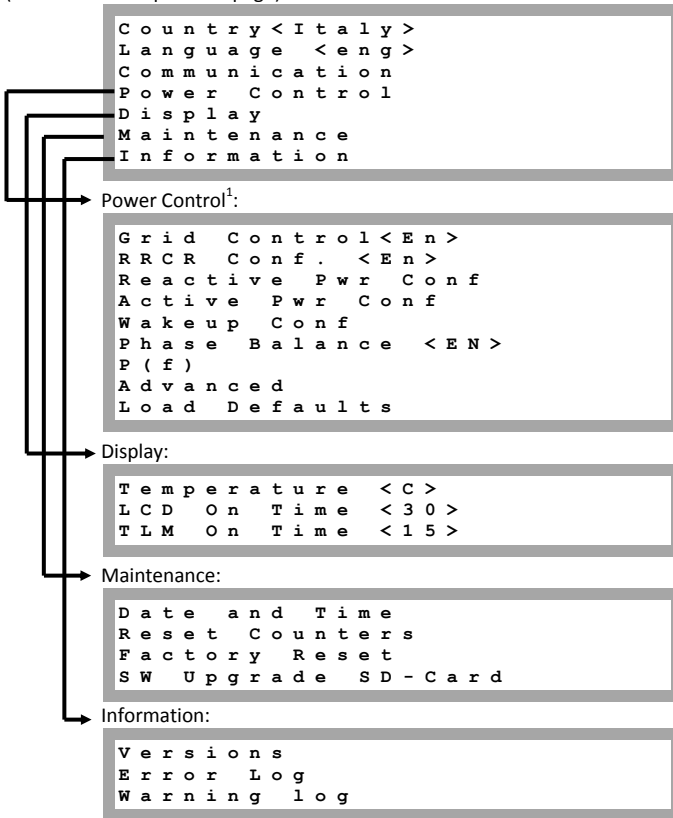 Country<Italy>
Language <eng>
Communication
Power Control
Display
Maintenance
Information
Power Control¹:
Grid Control<En>
RRCR Conf. <En>
Reactive Pwr Conf
Active Pwr Conf
Wakeup Conf
Phase Balance <EN>
P(f)
Advanced
Load Defaults
Display:
Temperature <C>
LCD On Time <30>
TLM On Time <15>
Maintenance:
Date and Time
Reset Counters
Factory Reset
SW Upgrade SD-Card
Information:
Versions
Error Log
Warning log